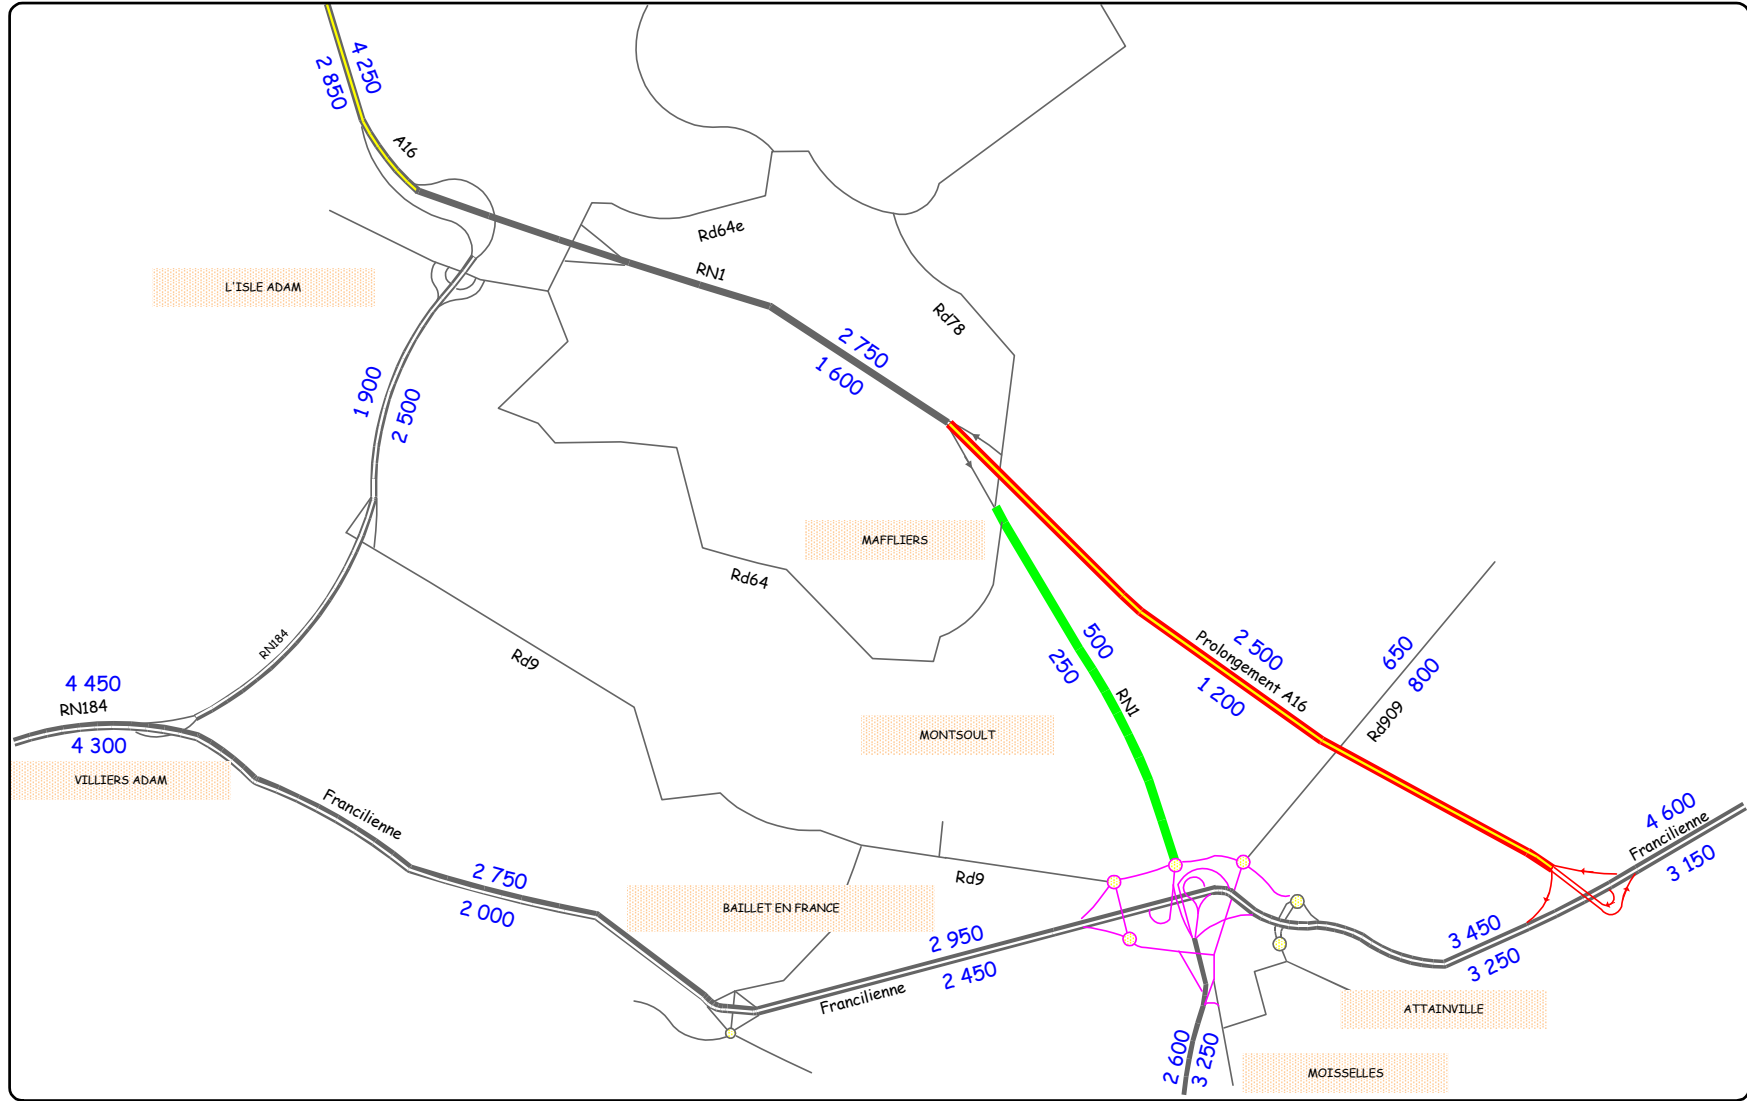 4 250
2 850
A16
Rd64e
RN1
L'ISLE ADAM
Rd78
2 750
1 600
1 900
2 500
MAFFLIERS
Rd64
500
250
RN184
Rd9
2 500
Prolongement A16
1 200
650
800
4 450
RN184
4 300
RN1
Rd909
MONTSOULT
VILLIERS ADAM
Francilienne
4 600
Francilienne
3 150
2 750
2 000
Rd9
BAILLET EN FRANCE
2 950
2 450
Francilienne
3 450
3 250
ATTAINVILLE
2 600
3 250
MOISSELLES